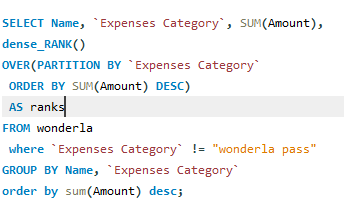 SELECT Name, `Expenses Category`, SUM(Amount),
dense_RANK()
OVER(PARTITION BY `Expenses Category`
ORDER BY SUM(Amount) DESC)
AS ranks
FROM wonderla
where `Expenses Category` != "wonderla pass"
GROUP BY Name, `Expenses Category`
order by sum(Amount) desc;